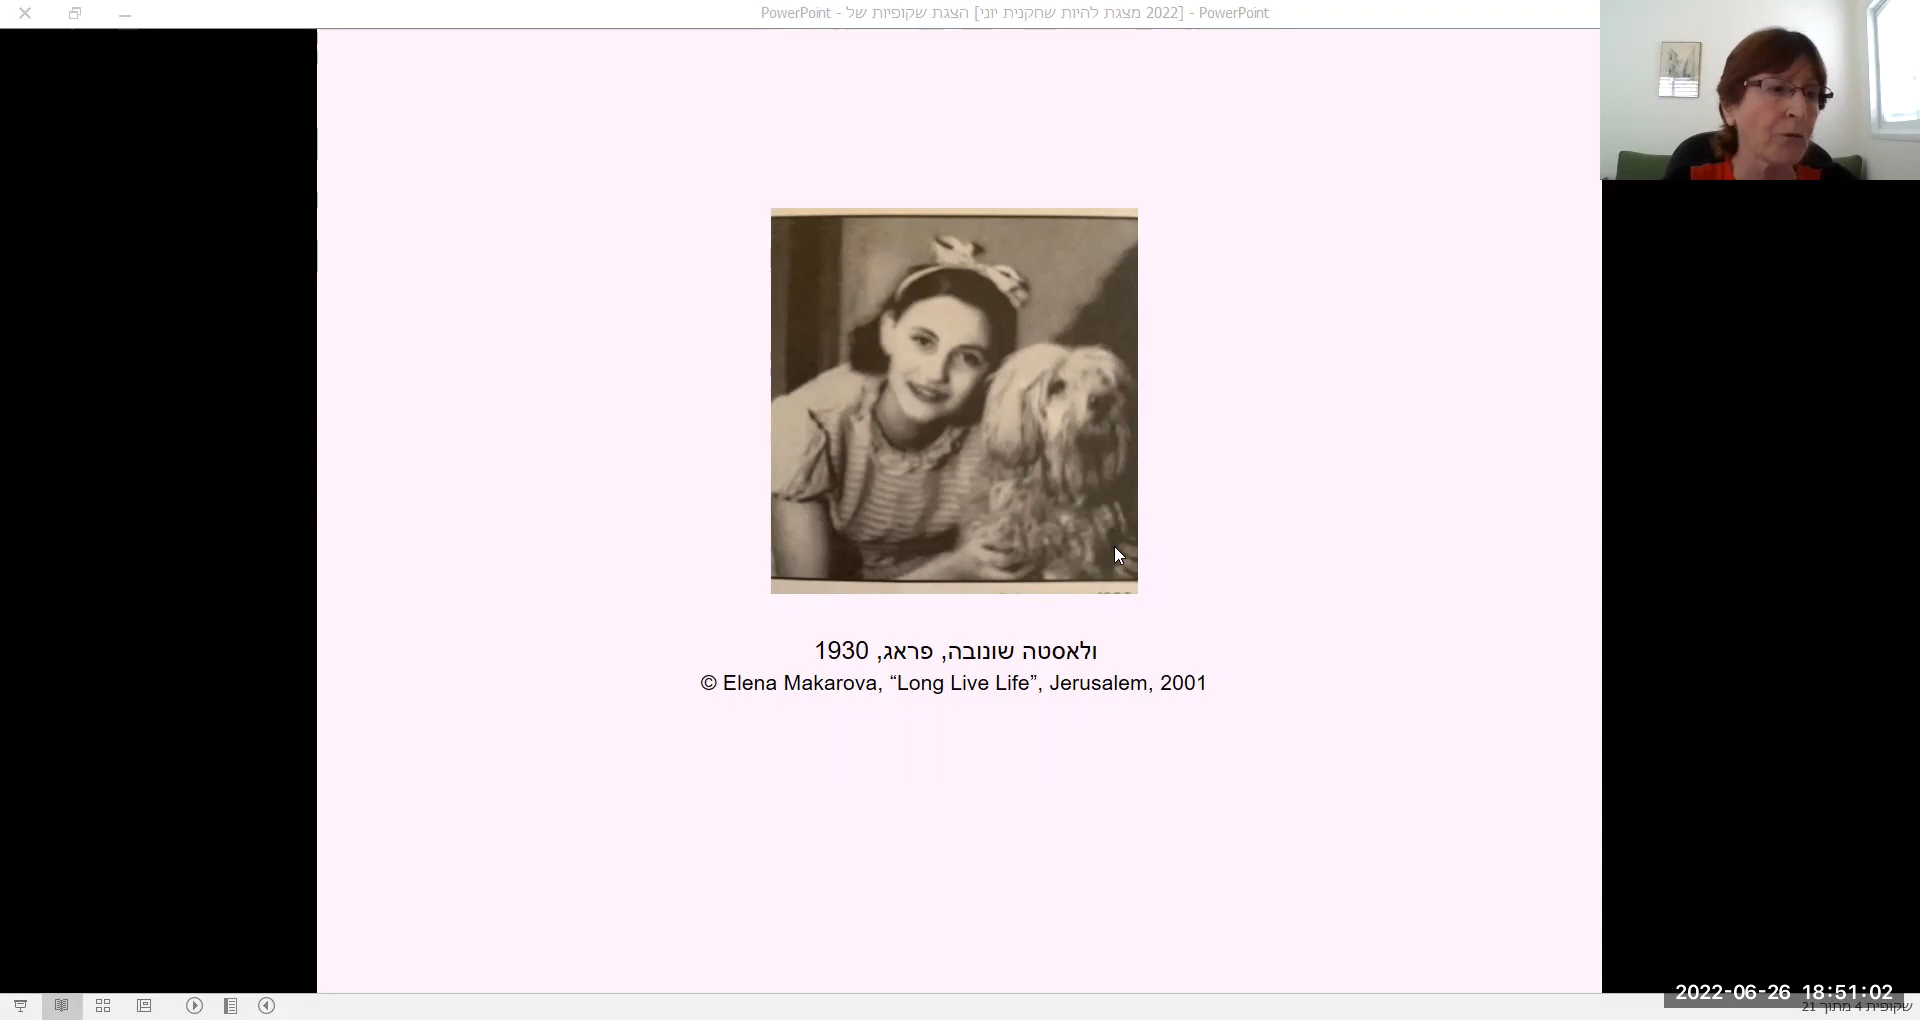 PowerPoint - הצגת שקופיות של - [מצגת להיות שחקנית יוני 2022] - PowerPoint
ולאסטה שונובה, פראג, 1930
© Elena Makarova, “Long Live Life”, Jerusalem, 2001
2022-06-26 18:51:02
שקופית 4 מתוך 21